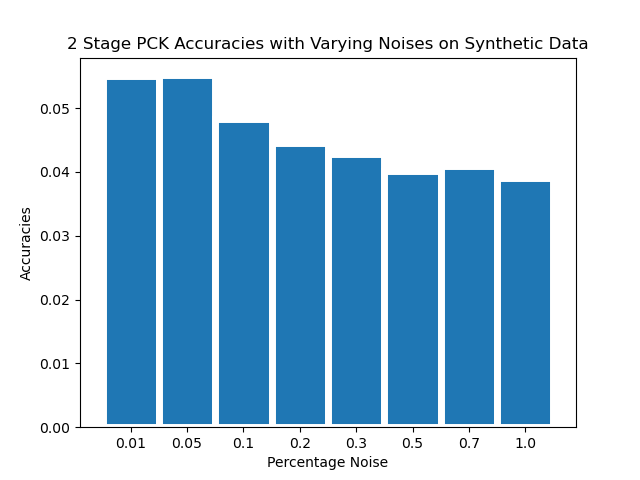 2 Stage PCK Accuracies with Varying Noises on Synthetic Data
0.05
0.04
0.03
0.02
0.01
0.00
Accuracies
0.01 0.05 0.1 0.2 0.3 0.5 0.7 1.0
Percentage Noise